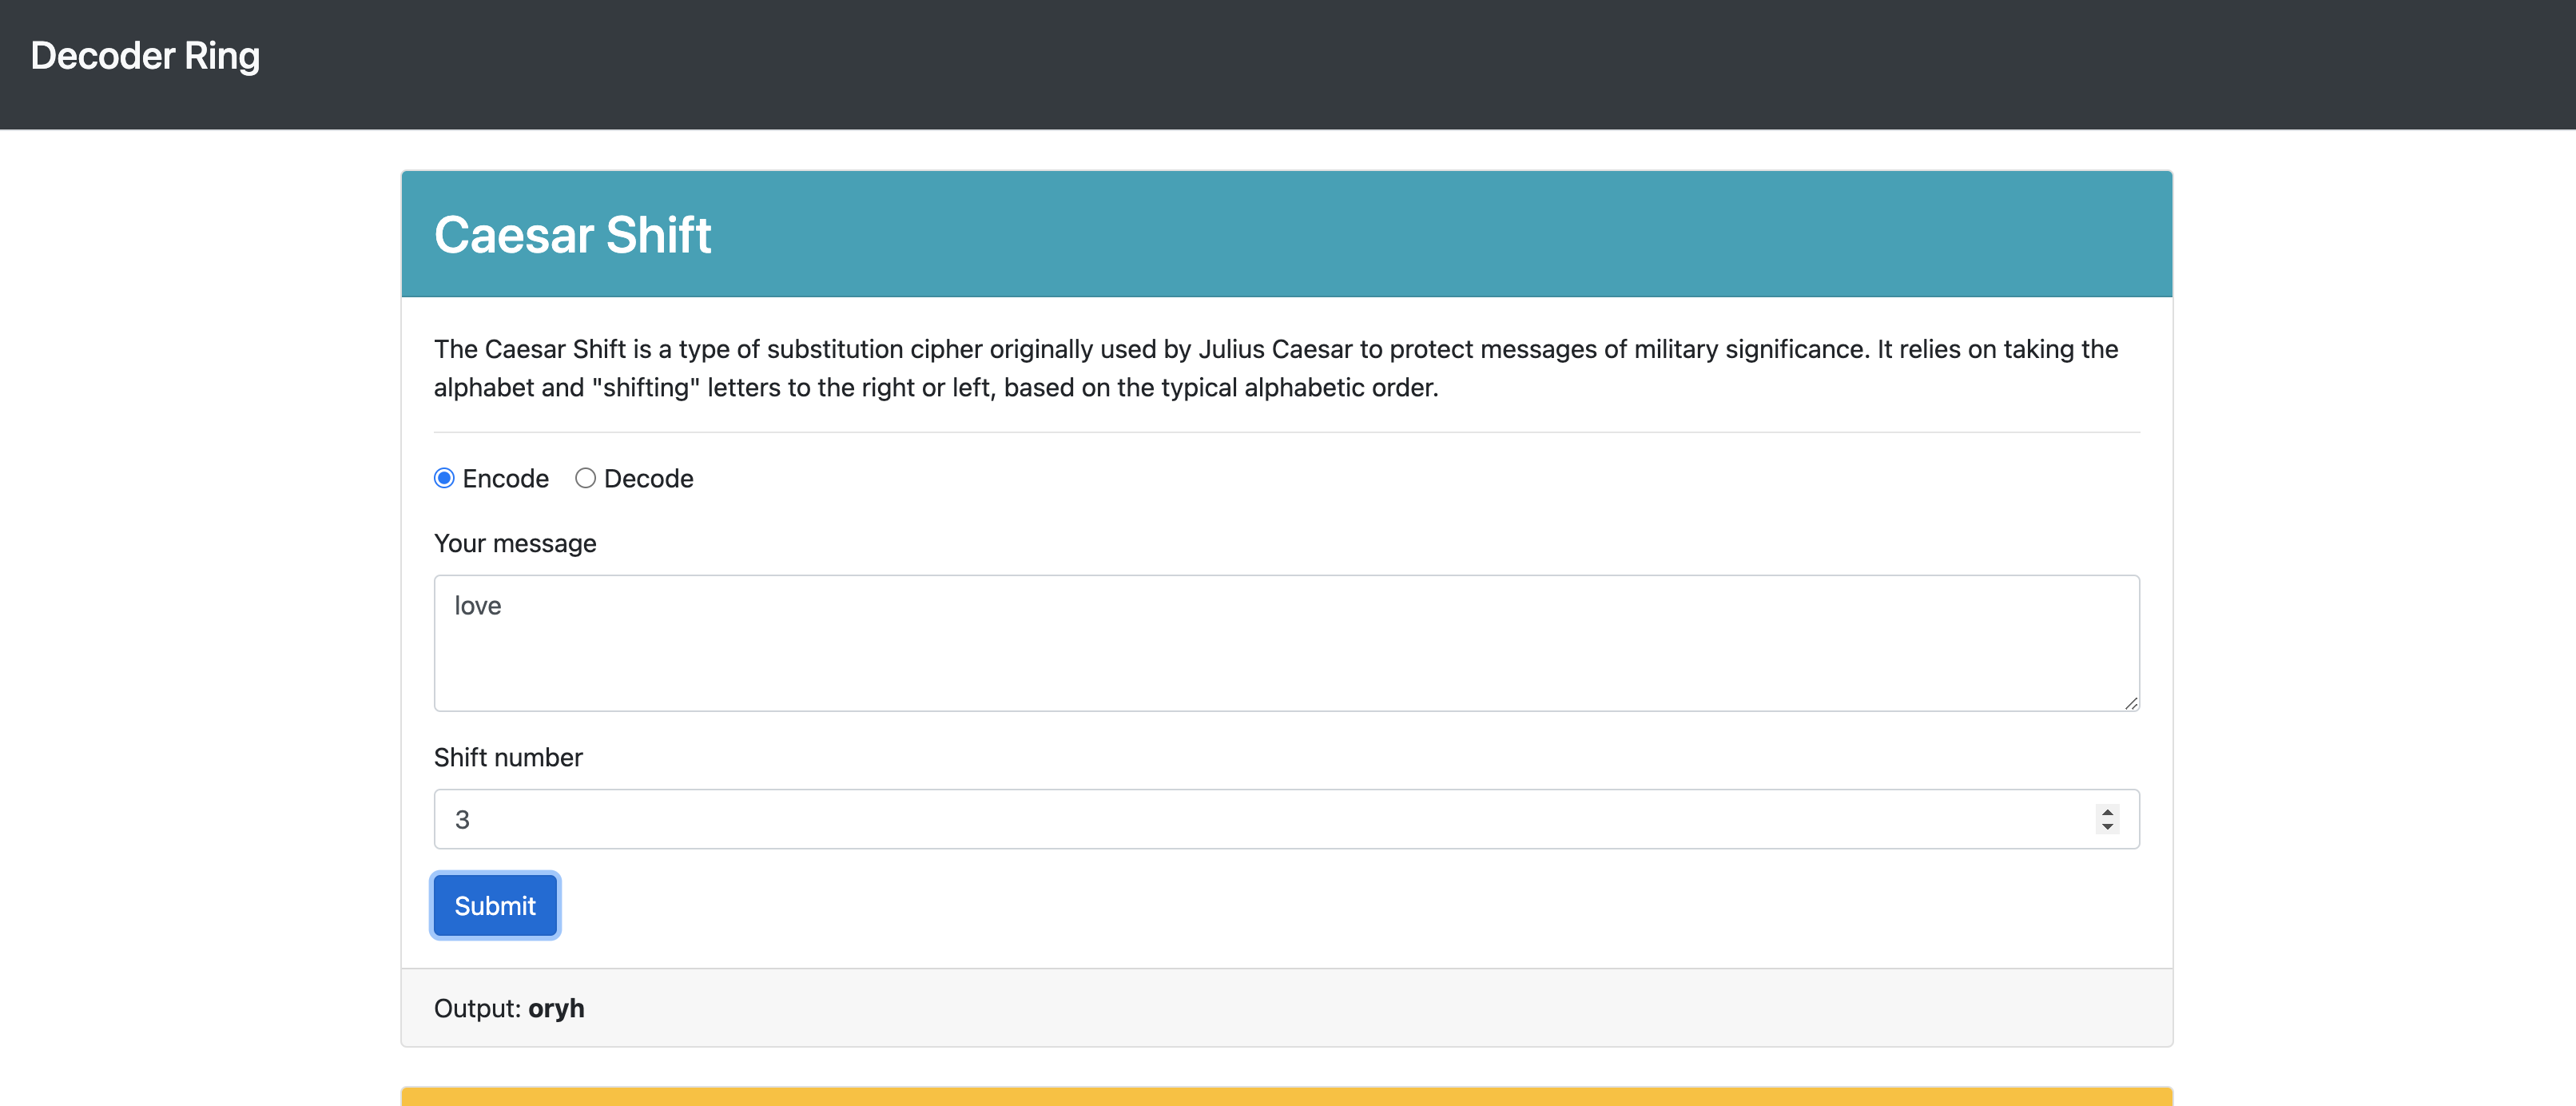 Decoder Ring
Caesar Shift
The Caesar Shift is a type of substitution cipher originally used by Julius Caesar to protect messages of military significance. It relies on taking the
alphabet and "shifting" letters to the right or left, based on the typical alphabetic order.
Encode Decode
Your message
love
Shift number
3
Submit
Output: oryh